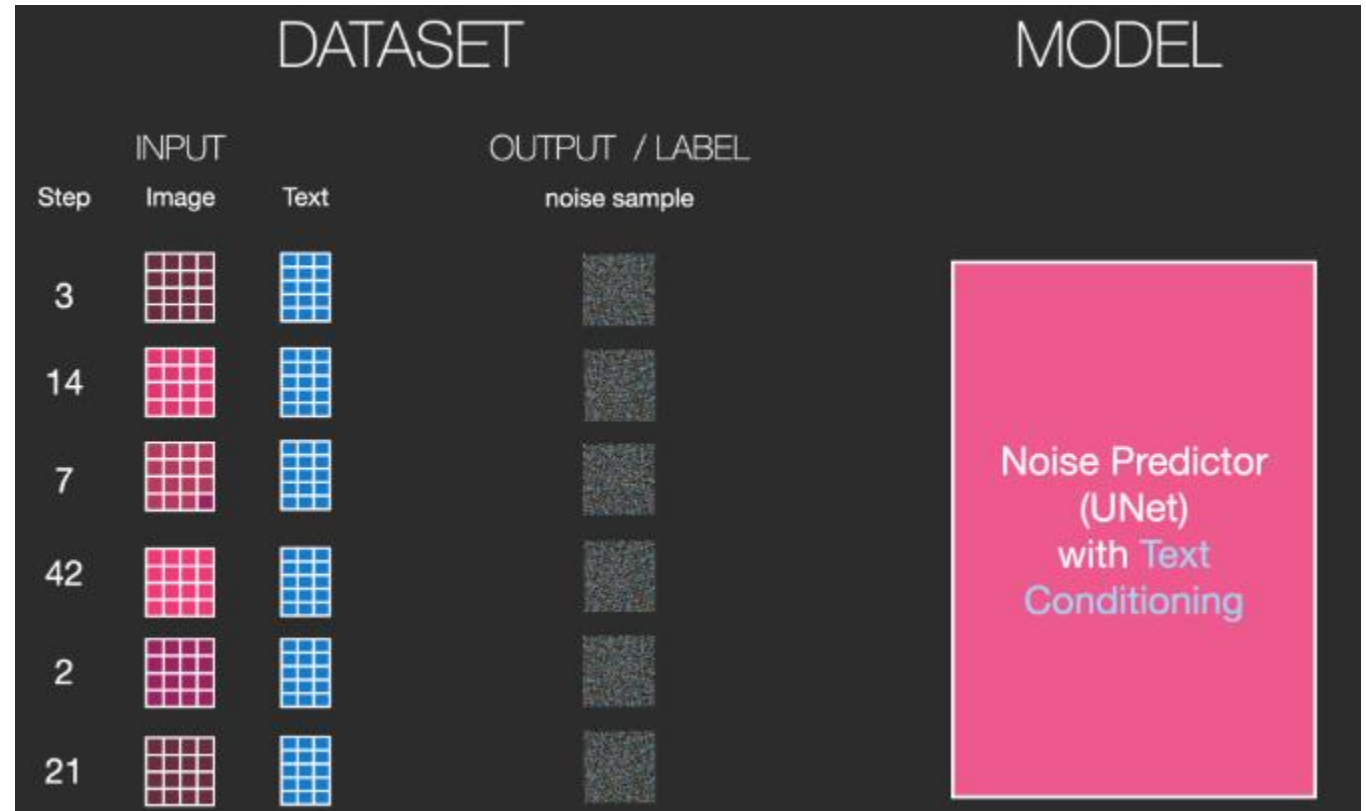 DATASET
MODEL
INPUT
OUTPUT / LABEL
Step Image Text noise sample
3
14
7
42
2
21
Noise Predictor
(UNet)
with Text
Conditioning